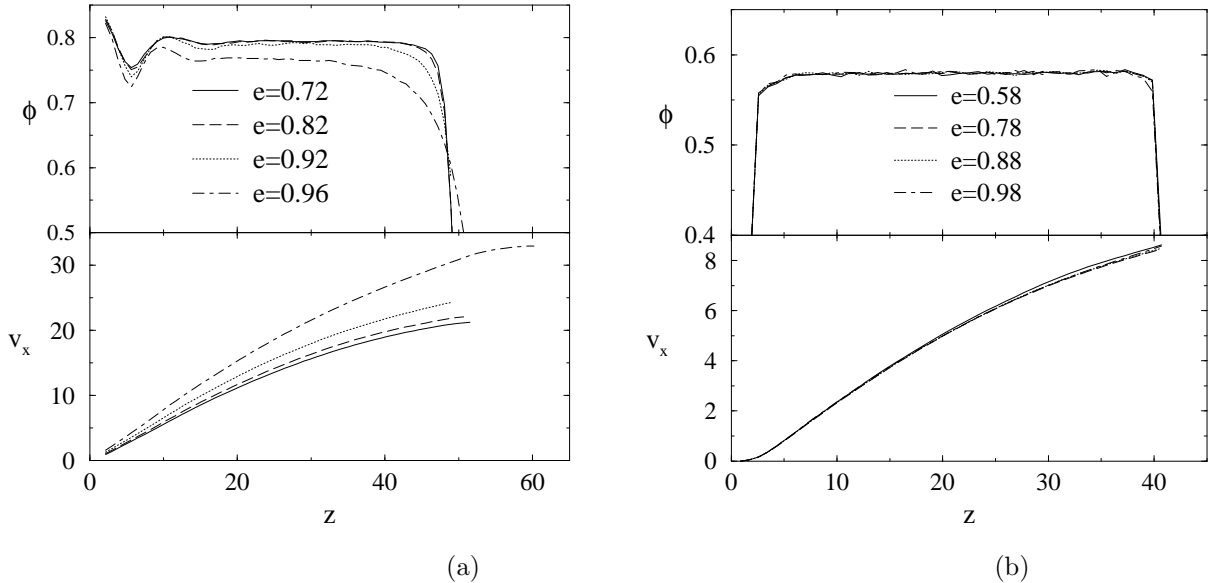 0.8
0.7
0.6
0.5
ϕ
e=0.72
e=0.82
e=0.92
e=0.96
30
20
10
0
v_x
0 20 40 60
z
(a)
0.6
0.5
0.4
ϕ
e=0.58
e=0.78
e=0.88
e=0.98
8
6
4
2
0
v_x
0 10 20 30 40
z
(b)